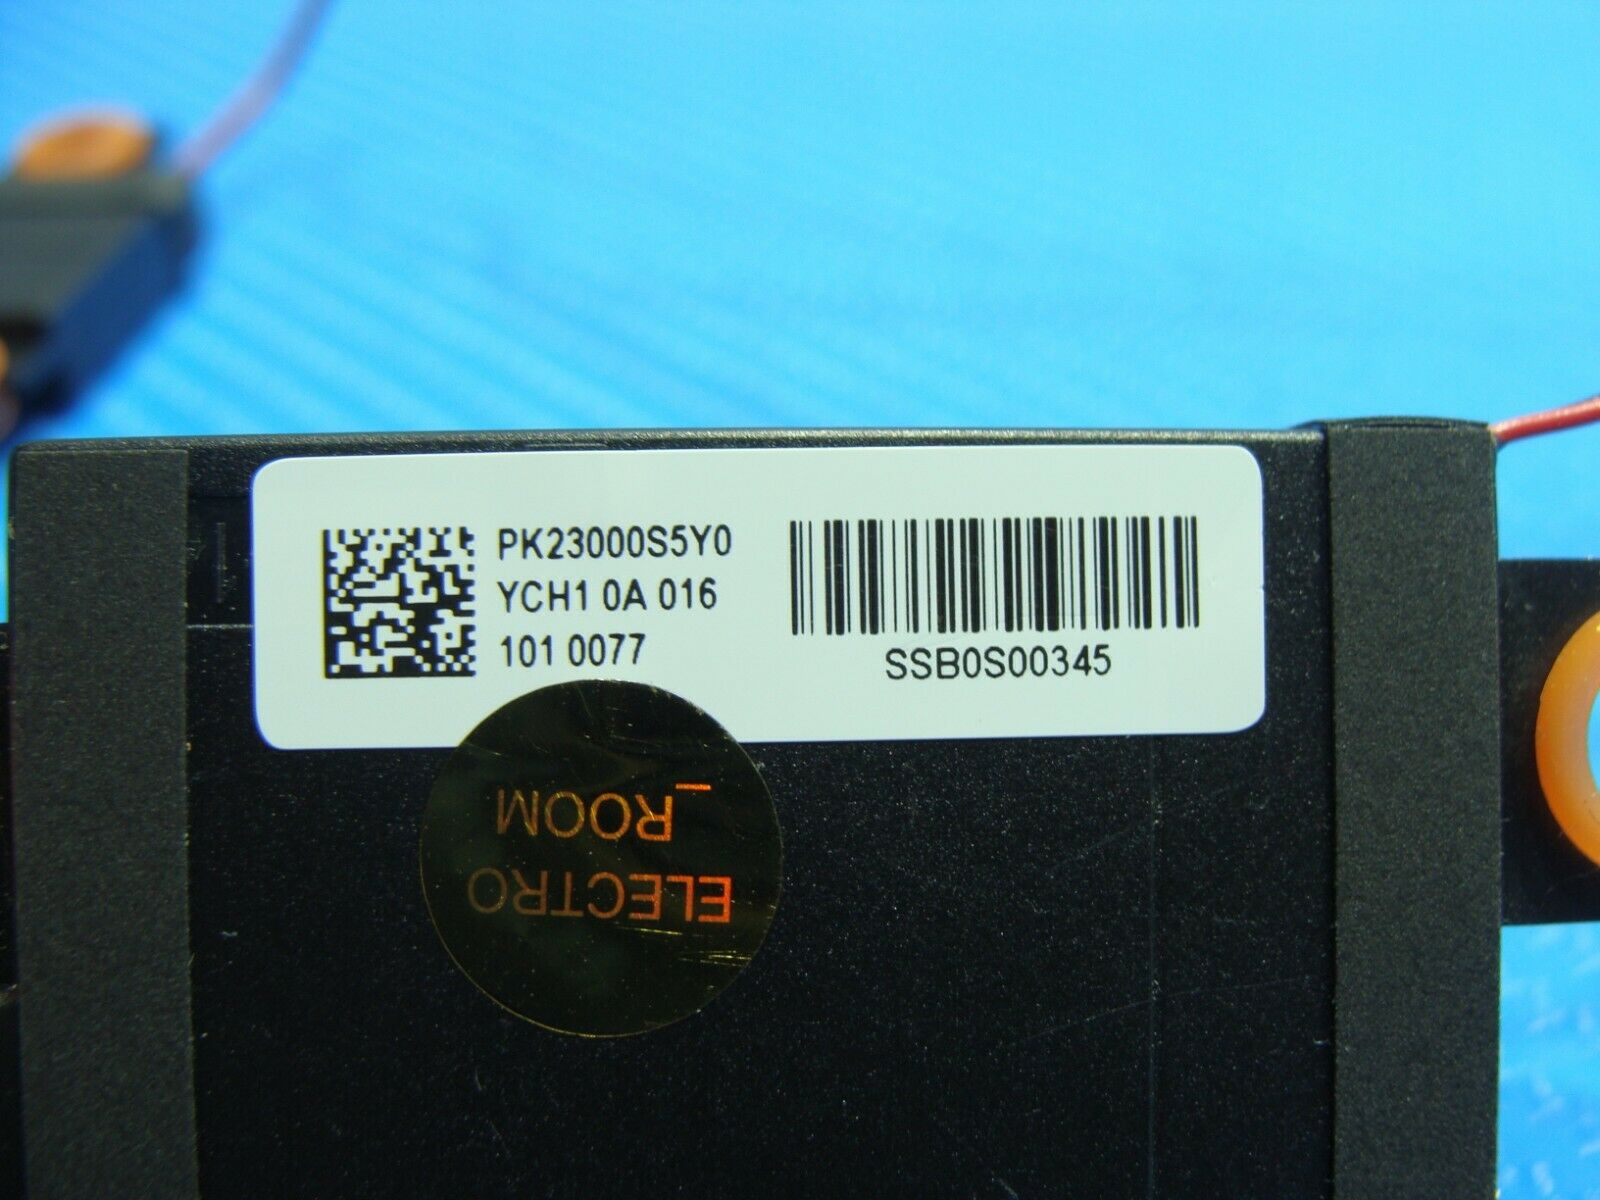 PK23000S5Y0
YCH1 0A 016
101 0077
SSB0S00345
ELECTRO
_ROOM